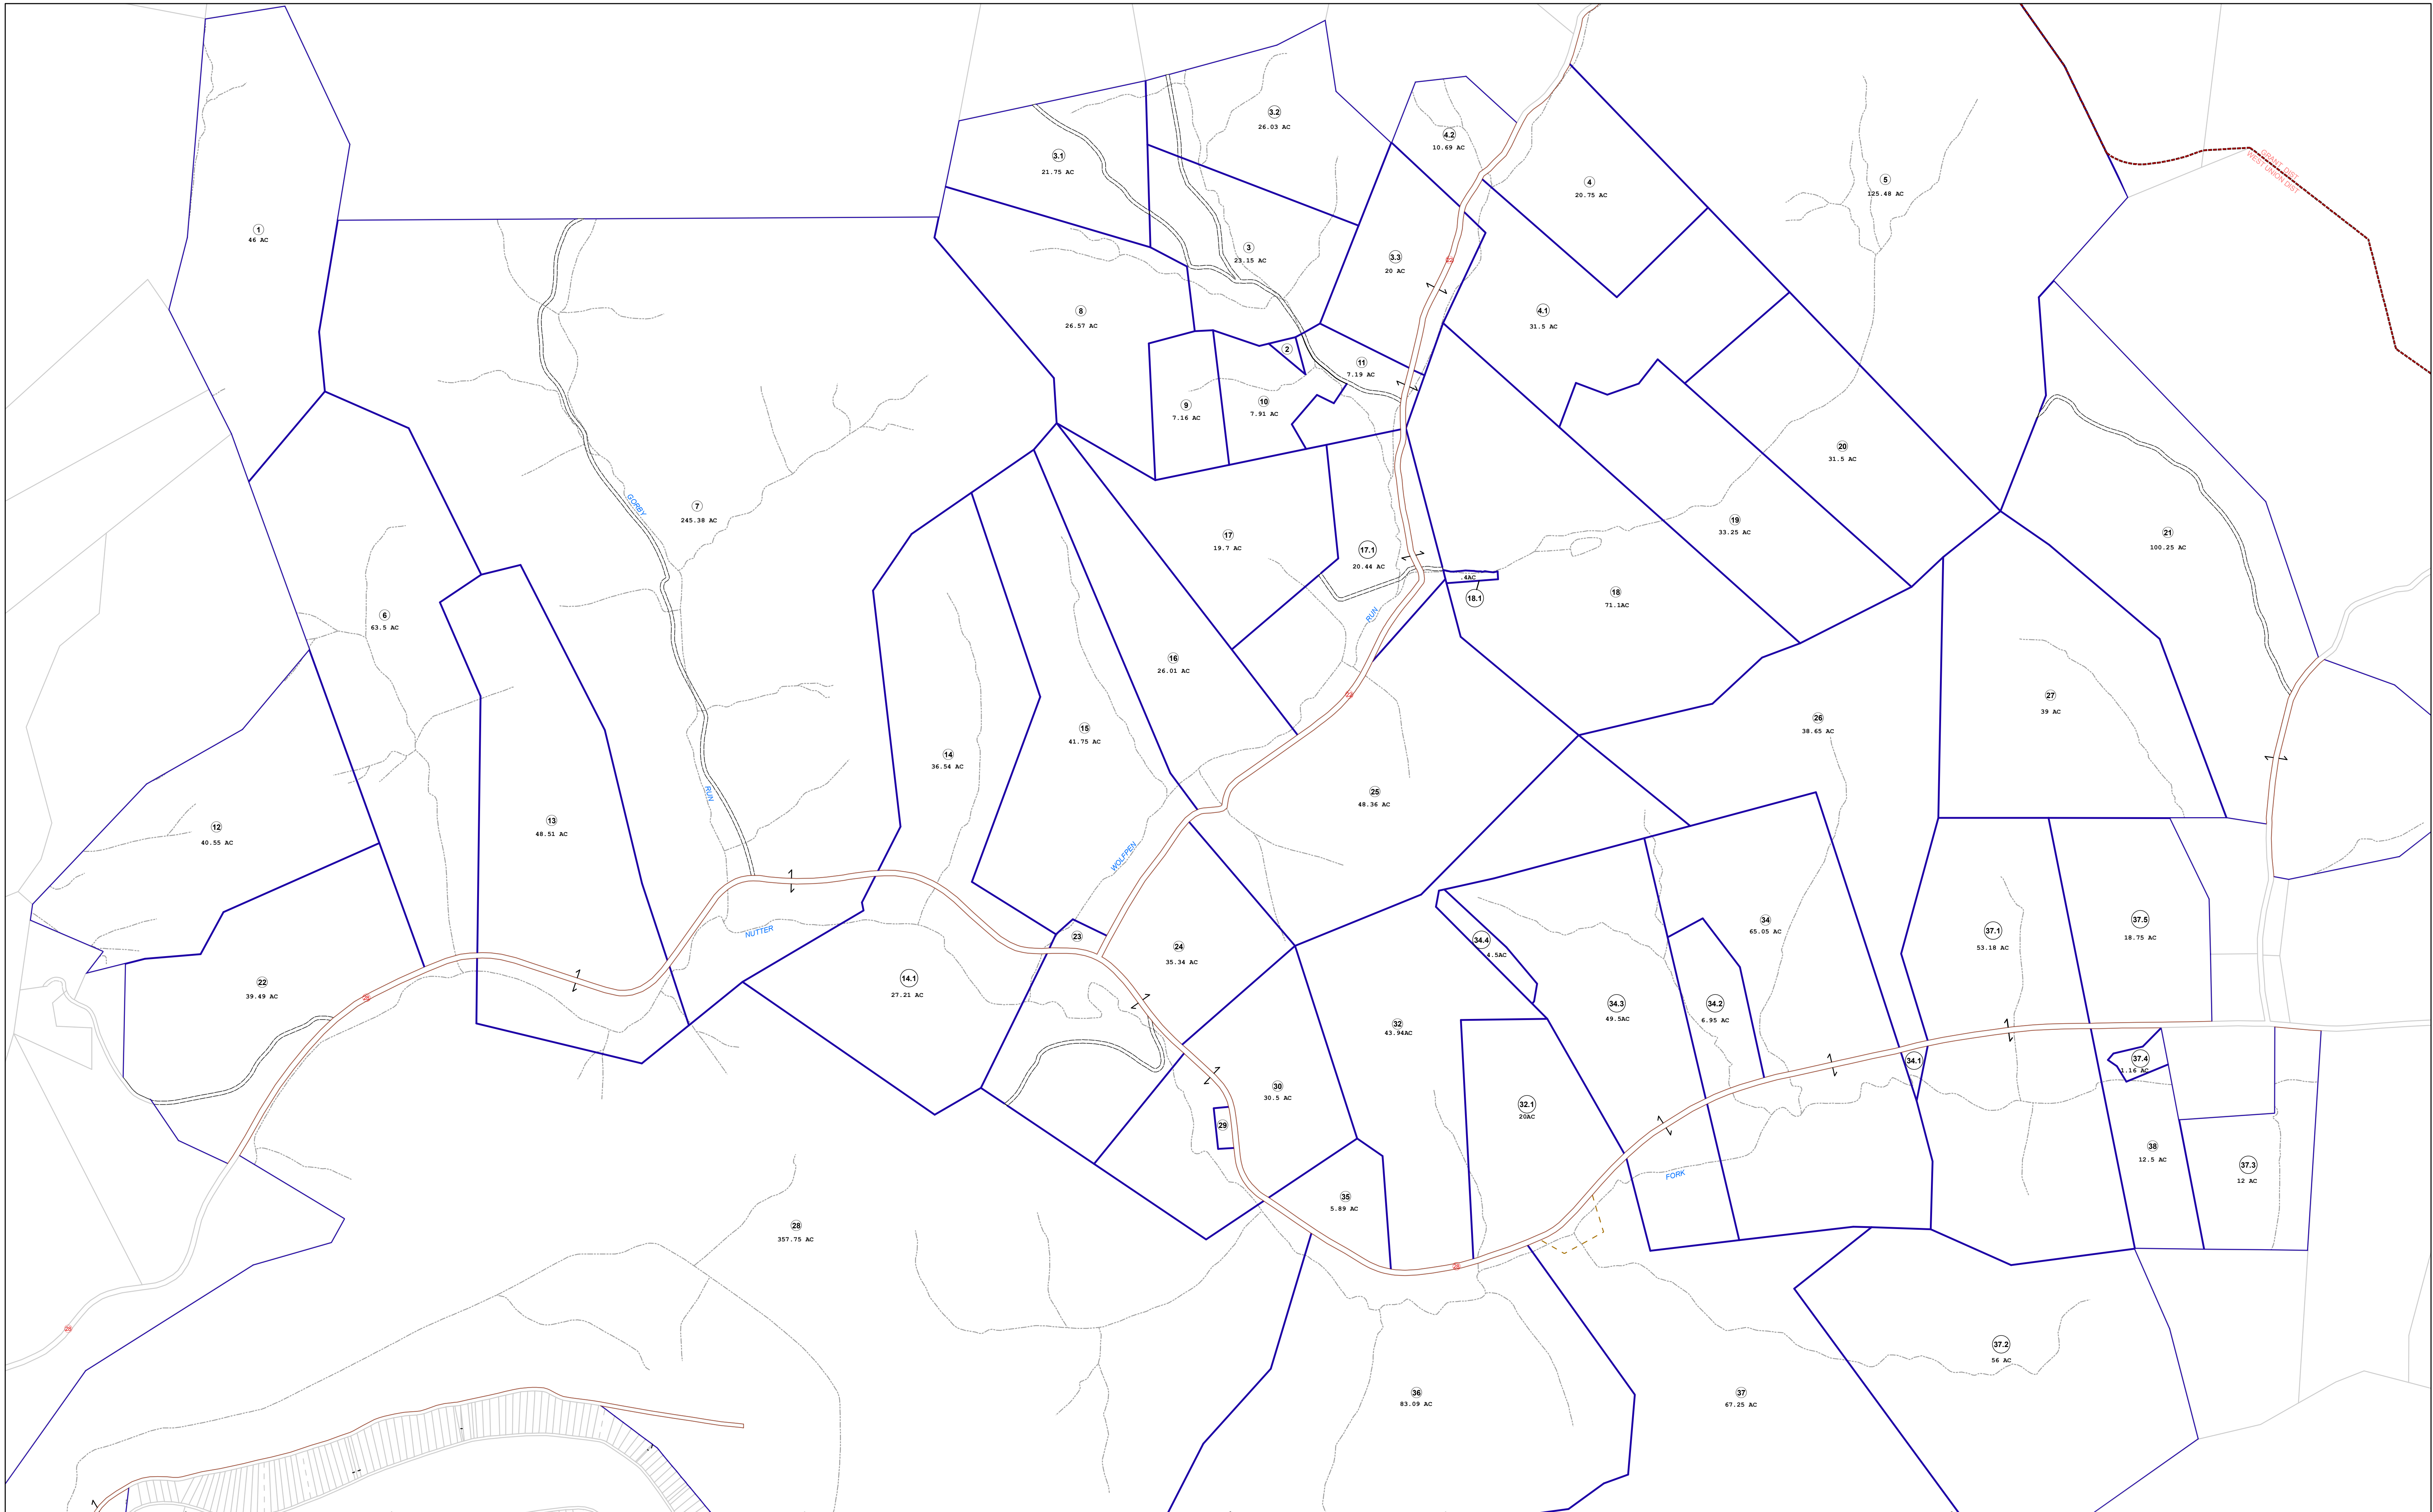 3.2
26.03 AC
4.2
10.69 AC
3.1
21.75 AC
GRANT DIST
WEST UNION DIST
4
20.75 AC
5
125.48 AC
1
46 AC
3
23.15 AC
3.3
20 AC
22
8
26.57 AC
4.1
31.5 AC
2
11
7.19 AC
9
7.16 AC
10
7.91 AC
20
31.5 AC
7
245.38 AC
GORBY
19
33.25 AC
21
100.25 AC
17
19.7 AC
17.1
20.44 AC
.4AC
18.1
18
71.1AC
6
63.5 AC
RUN
16
26.01 AC
22
27
39 AC
26
38.65 AC
15
41.75 AC
14
36.54 AC
RUN
25
48.36 AC
13
48.51 AC
12
40.55 AC
WOLFPEN
NUTTER
23
24
35.34 AC
34.4
4.5AC
34
65.05 AC
37.1
53.18 AC
37.5
18.75 AC
22
39.49 AC
28
14.1
27.21 AC
34.3
49.5AC
34.2
6.95 AC
32
43.94AC
34.1
37.4
1.16 AC
30
30.5 AC
32.1
20AC
29
38
12.5 AC
37.3
12 AC
FORK
35
5.89 AC
28
357.75 AC
28
28
37.2
56 AC
36
83.09 AC
37
67.25 AC